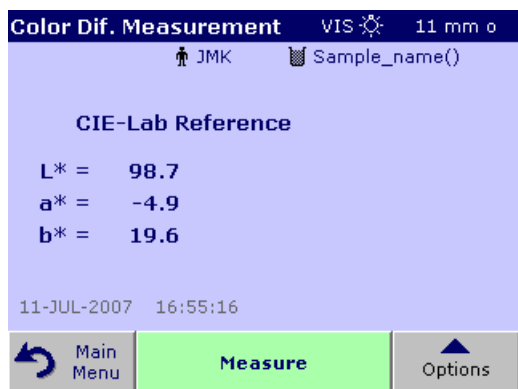 Color Dif. Measurement VIS 11 mm o
JMK Sample_name()
CIE-Lab Reference
L* = 98.7
a* = -4.9
b* = 19.6
11-JUL-2007 16:55:16
Main Menu Measure Options